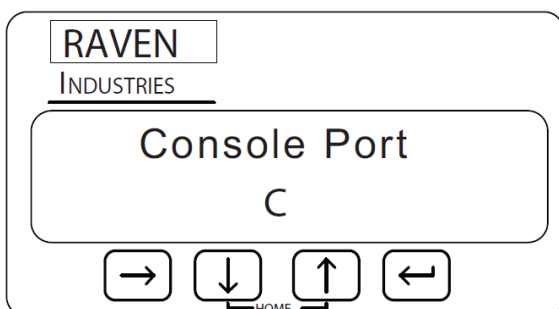 RAVEN
INDUSTRIES
Console Port
C
HOME